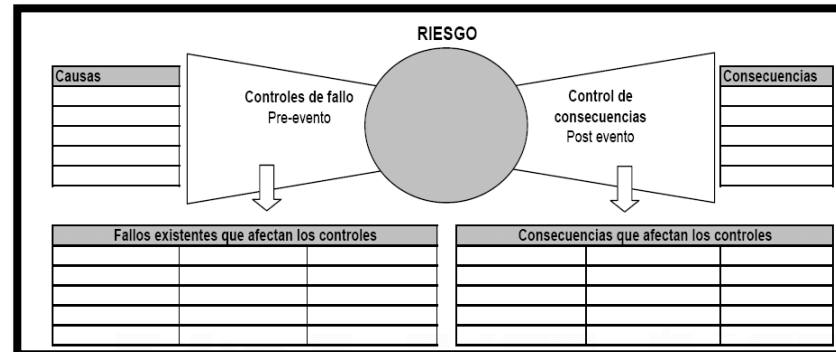 RIESGO
Causas
Controles de fallo
Pre-evento
Control de
consecuencias
Post evento
Consecuencias
Fallos existentes que afectan los controles
Consecuencias que afectan los controles